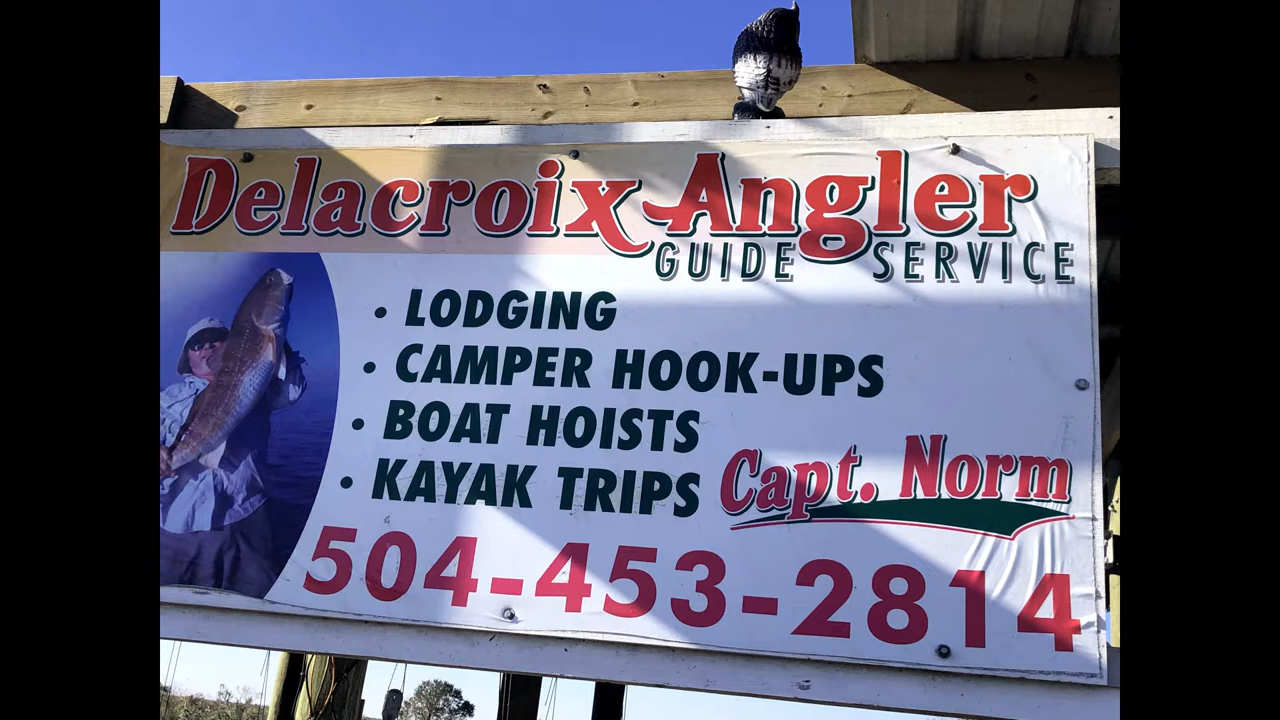 Delacroix Angler
GUIDE SERVICE
• LODGING
• CAMPER HOOK-UPS
• BOAT HOISTS
• KAYAK TRIPS
Capt. Norm
504-453-2814